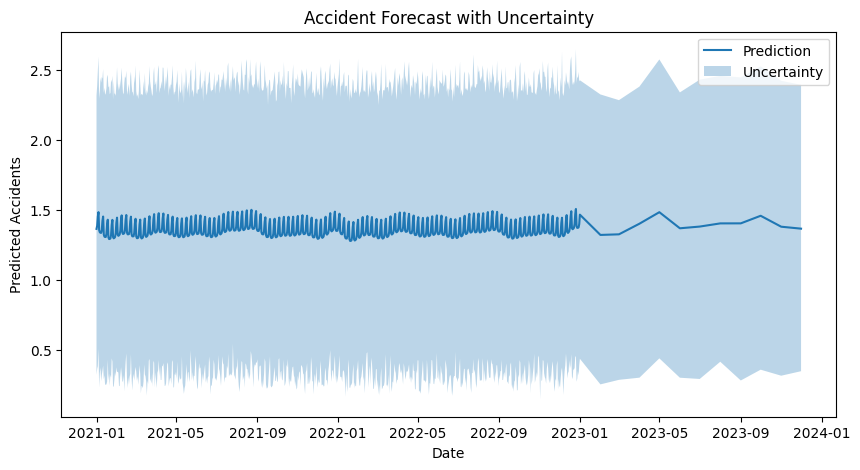 Accident Forecast with Uncertainty
Prediction
Uncertainty
2.5
2.0
1.5
1.0
0.5
Predicted Accidents
2021-01 2021-05 2021-09 2022-01 2022-05 2022-09 2023-01 2023-05 2023-09 2024-01
Date